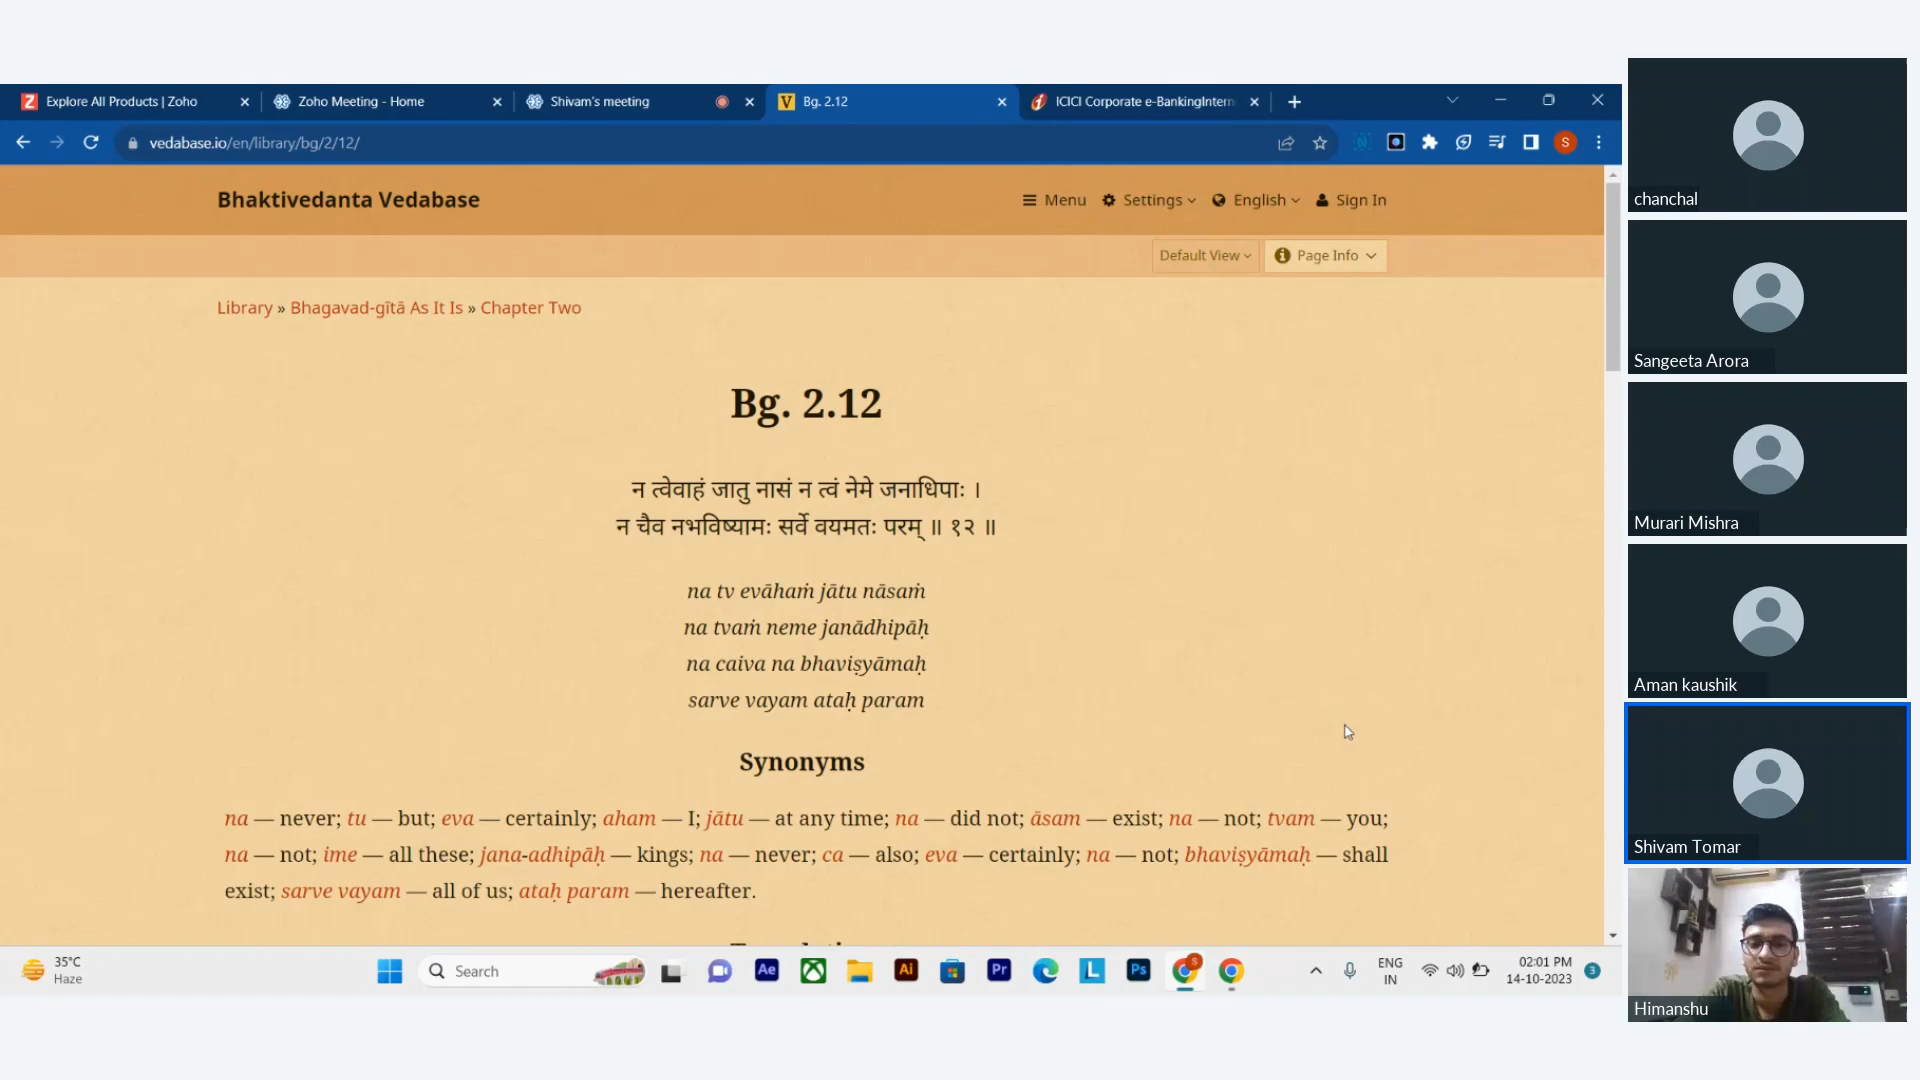 Explore All Products | Zoho
Zoho Meeting - Home
Shivam's meeting
Bg. 2.12
ICICI Corporate e-BankingIntern
vedabase.io/en/library/bg/2/12/
S
Bhaktivedanta Vedabase
Menu
Settings
English
Sign In
Default View
Page Info
Library » Bhagavad-gītā As It Is » Chapter Two
Bg. 2.12
न त्वेवाहं जातु नासं न त्वं नेमे जनाधिपाः ।
न चैव नभविष्यामः सर्वे वयमतः परम् ॥ १२ ॥
na tv evāhaṁ jātu nāsaṁ
na tvaṁ neme janādhipāḥ
na caiva na bhaviṣyāmaḥ
sarve vayam ataḥ param
Synonyms
na — never; tu — but; eva — certainly; aham — I; jātu — at any time; na — did not; āsam — exist; na — not; tvam — you;
na — not; ime — all these; jana-adhipāḥ — kings; na — never; ca — also; eva — certainly; na — not; bhaviṣyāmaḥ — shall
exist; sarve vayam — all of us; ataḥ param — hereafter.
35°C
Haze
Search
Ae
Ai
Pr
L
Ps
S
ENG
IN
02:01 PM
14-10-2023
3
chanchal
Sangeeta Arora
Murari Mishra
Aman kaushik
Shivam Tomar
Himanshu